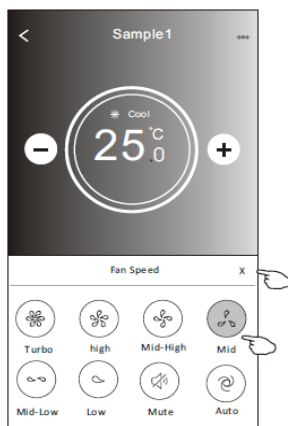 Sample1
Cool
25.0 °C
Fan Speed X
Turbo high Mid-High Mid
Mid-Low Low Mute Auto